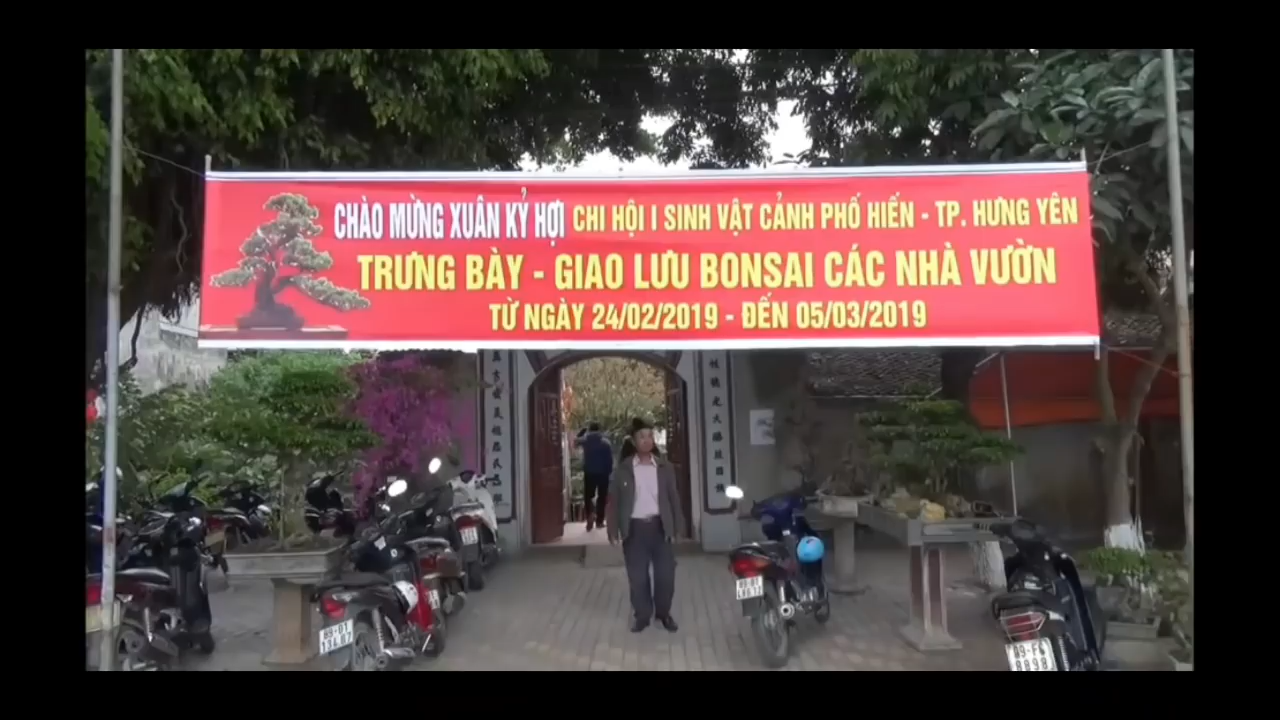 CHÀO MỪNG XUÂN KỶ HỢI CHI HỘI I SINH VẬT CẢNH PHỐ HIẾN - TP. HƯNG YÊN
TRƯNG BÀY - GIAO LƯU BONSAI CÁC NHÀ VƯỜN
TỪ NGÀY 24/02/2019 - ĐẾN 05/03/2019